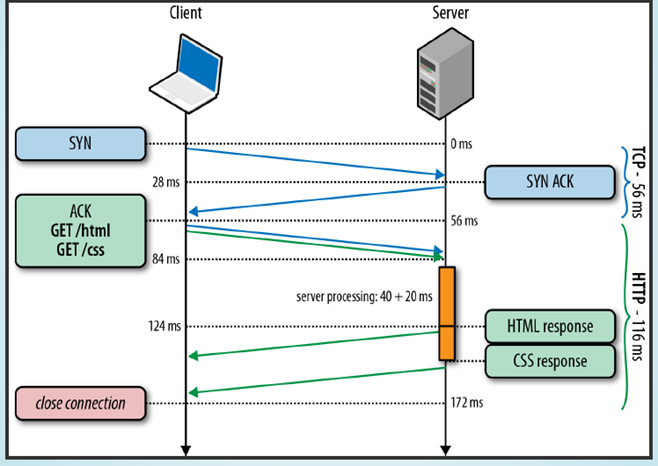 Client
Server
SYN
0 ms
28 ms
SYN ACK
TCP - 56 ms
ACK
GET /html
GET /css
56 ms
84 ms
server processing: 40 + 20 ms
HTTP - 116 ms
124 ms
HTML response
CSS response
close connection
172 ms